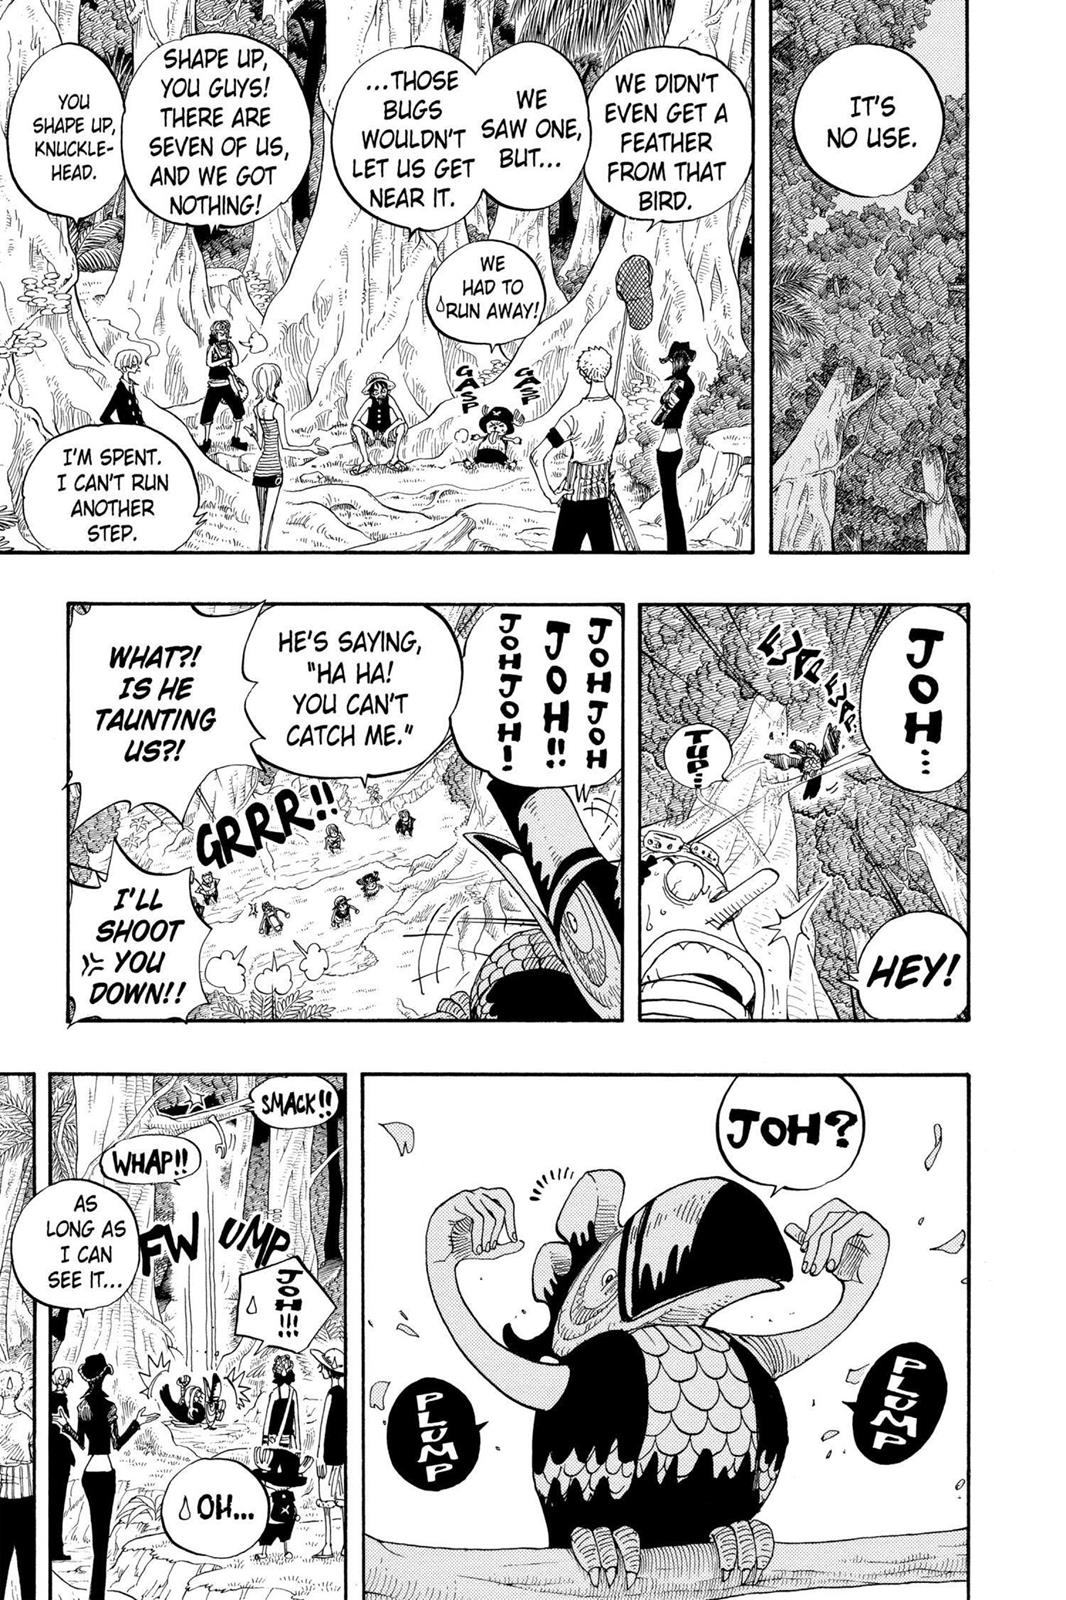 IT'S
NO USE.
WE DIDN'T
EVEN GET A
FEATHER
FROM THAT
BIRD.
WE
SAW ONE,
BUT...
...THOSE
BUGS
WOULDN'T
LET US GET
NEAR IT.
WE
HAD TO
RUN AWAY!
GASP
GASP
SHAPE UP,
YOU GUYS!
THERE ARE
SEVEN OF US,
AND WE GOT
NOTHING!
YOU
SHAPE UP,
KNUCKLE-
HEAD.
I'M SPENT.
I CAN'T RUN
ANOTHER
STEP.
JOH...
FLAP FLAP
TUP...
HEY!
JOHJOH
JOH!!
JOHJOH!
HE'S SAYING,
"HA HA!
YOU CAN'T
CATCH ME."
WHAT?!
IS HE
TAUNTING
US?!
GRRR!!
I'LL
SHOOT
YOU
DOWN!!
JOH?
PLUMP
PLUMP
SMACK!!
WHAP!!
AS
LONG AS
I CAN
SEE IT...
FWUMP
JOH!!!
OH...